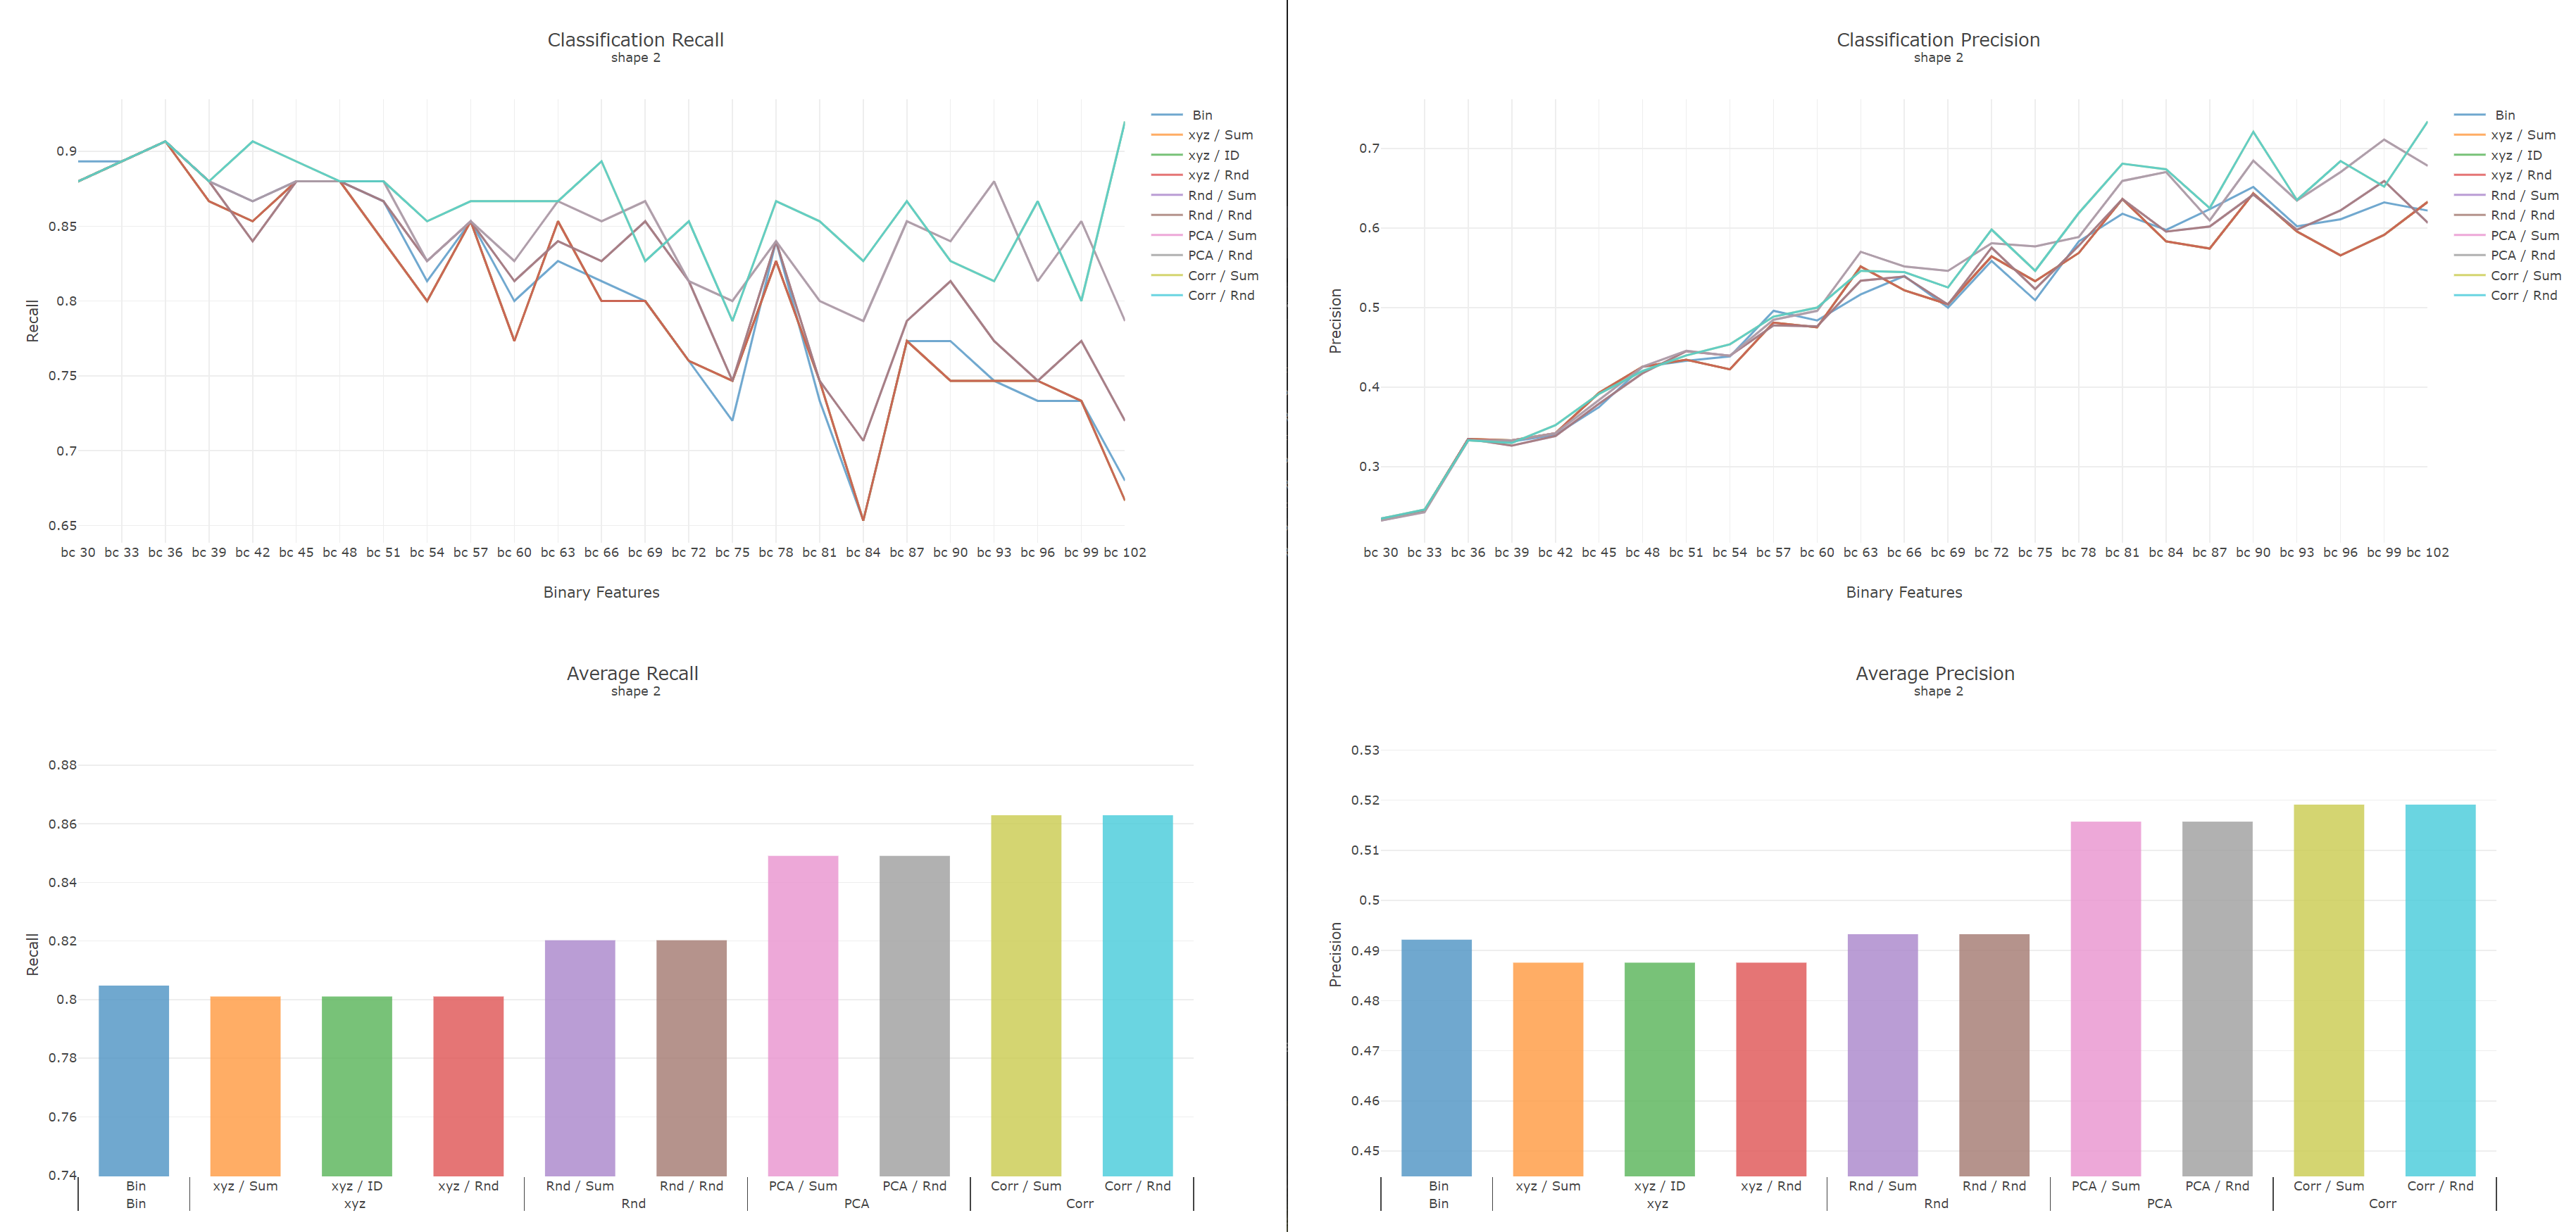 Classification Recall
shape 2
Recall
0.9
0.85
0.8
0.75
0.7
0.65
bc 30 bc 33 bc 36 bc 39 bc 42 bc 45 bc 48 bc 51 bc 54 bc 57 bc 60 bc 63 bc 66 bc 69 bc 72 bc 75 bc 78 bc 81 bc 84 bc 87 bc 90 bc 93 bc 96 bc 99 bc 102
Binary Features
Bin
xyz / Sum
xyz / ID
xyz / Rnd
Rnd / Sum
Rnd / Rnd
PCA / Sum
PCA / Rnd
Corr / Sum
Corr / Rnd
Classification Precision
shape 2
Precision
0.7
0.6
0.5
0.4
0.3
bc 30 bc 33 bc 36 bc 39 bc 42 bc 45 bc 48 bc 51 bc 54 bc 57 bc 60 bc 63 bc 66 bc 69 bc 72 bc 75 bc 78 bc 81 bc 84 bc 87 bc 90 bc 93 bc 96 bc 99 bc 102
Binary Features
Bin
xyz / Sum
xyz / ID
xyz / Rnd
Rnd / Sum
Rnd / Rnd
PCA / Sum
PCA / Rnd
Corr / Sum
Corr / Rnd
Average Recall
shape 2
Recall
0.88
0.86
0.84
0.82
0.8
0.78
0.76
0.74
Bin xyz / Sum xyz / ID xyz / Rnd Rnd / Sum Rnd / Rnd PCA / Sum PCA / Rnd Corr / Sum Corr / Rnd
Bin xyz Rnd PCA Corr
Average Precision
shape 2
Precision
0.53
0.52
0.51
0.5
0.49
0.48
0.47
0.46
0.45
Bin xyz / Sum xyz / ID xyz / Rnd Rnd / Sum Rnd / Rnd PCA / Sum PCA / Rnd Corr / Sum Corr / Rnd
Bin xyz Rnd PCA Corr